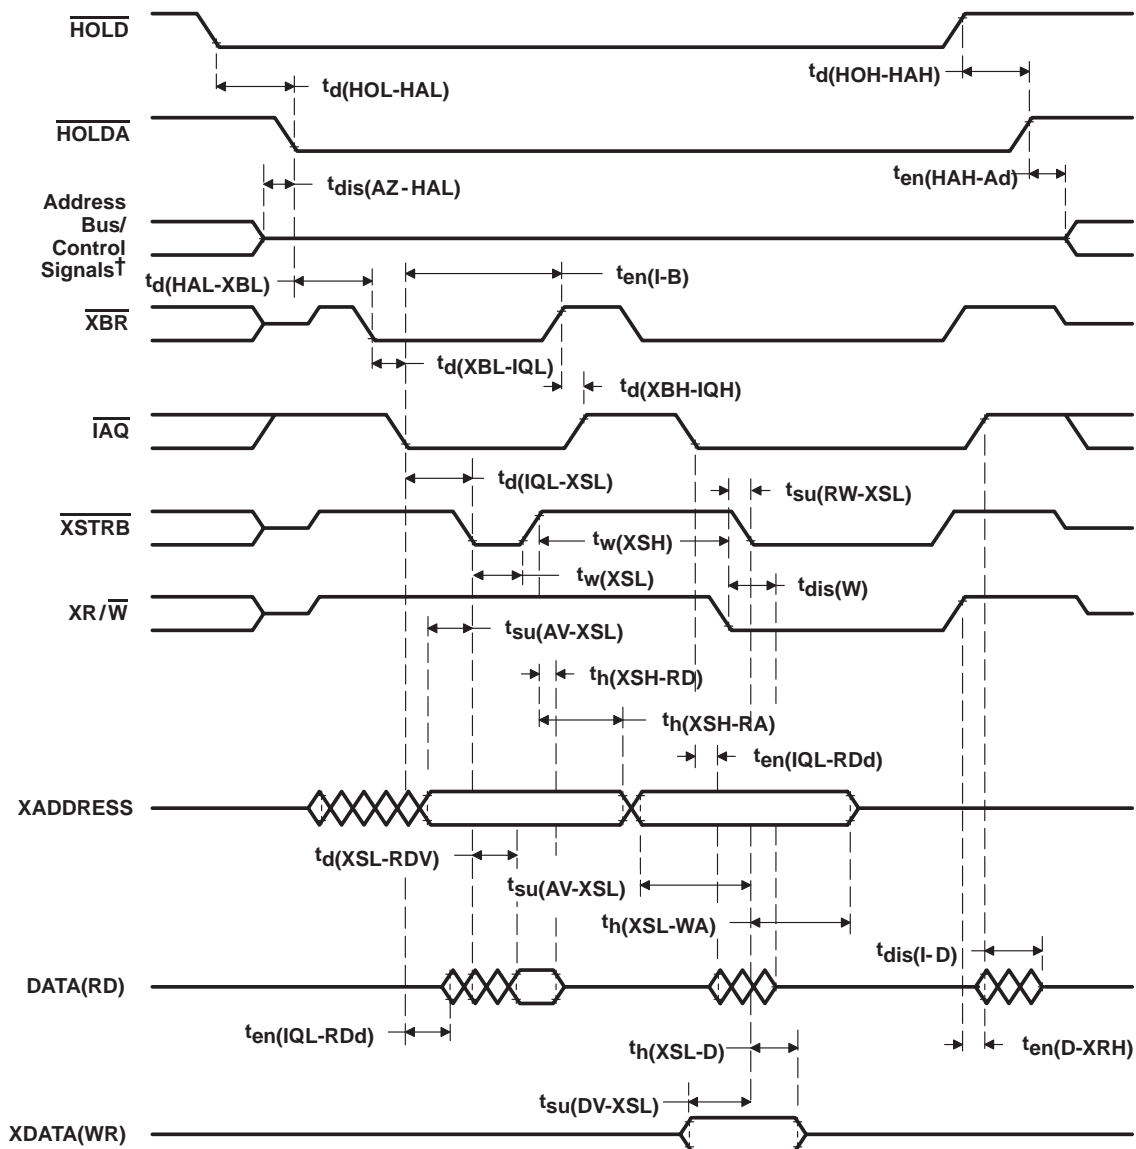 HOLD
td(HOL-HAL)
td(HOH-HAH)
HOLDA
tdis(AZ-HAL)
ten(HAH-Ad)
Address
Bus/
Control
Signals†
td(HAL-XBL)
ten(I-B)
XBR
td(XBL-IQL)
td(XBH-IQH)
IAQ
td(IQL-XSL)
tsu(RW-XSL)
XSTRB
tw(XSH)
tw(XSL)
tdis(W)
XR/W
tsu(AV-XSL)
th(XSH-RD)
th(XSH-RA)
ten(IQL-RDd)
XADDRESS
td(XSL-RDV)
tsu(AV-XSL)
th(XSL-WA)
tdis(I-D)
DATA(RD)
ten(IQL-RDd)
th(XSL-D)
ten(D-XRH)
tsu(DV-XSL)
XDATA(WR)